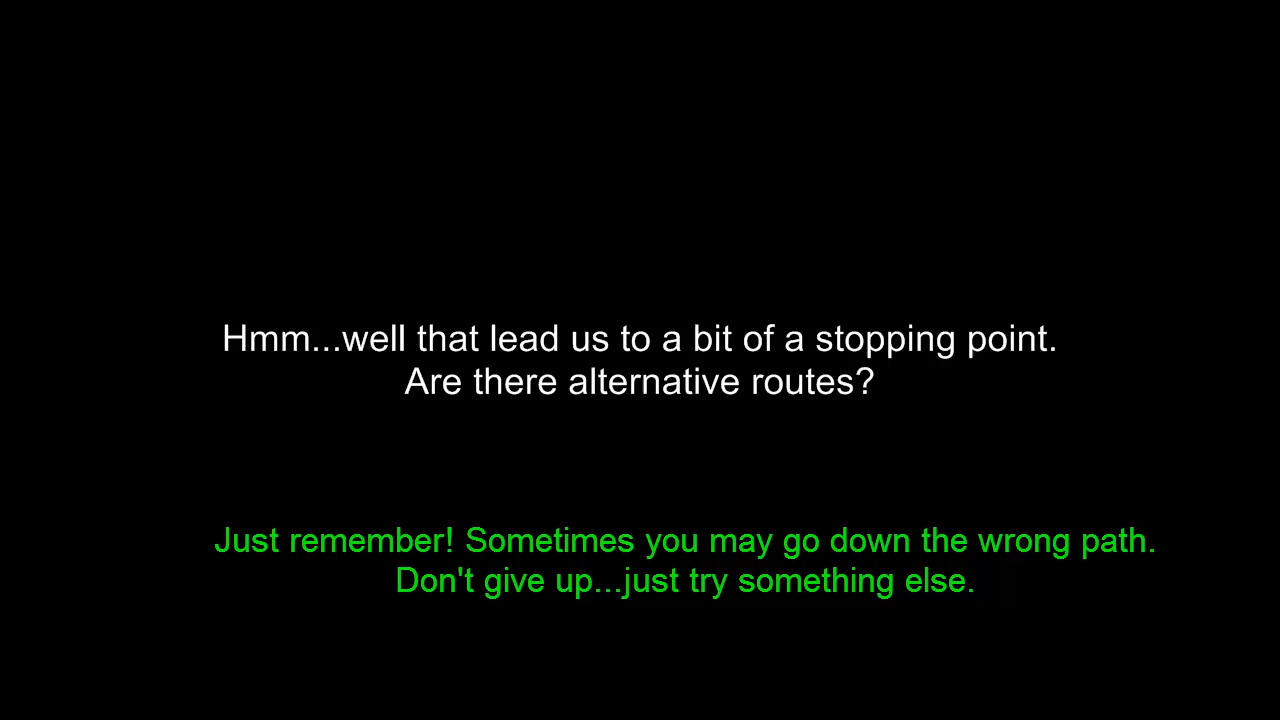 Hmm...well that lead us to a bit of a stopping point.
Are there alternative routes?
Just remember! Sometimes you may go down the wrong path.
Don't give up...just try something else.